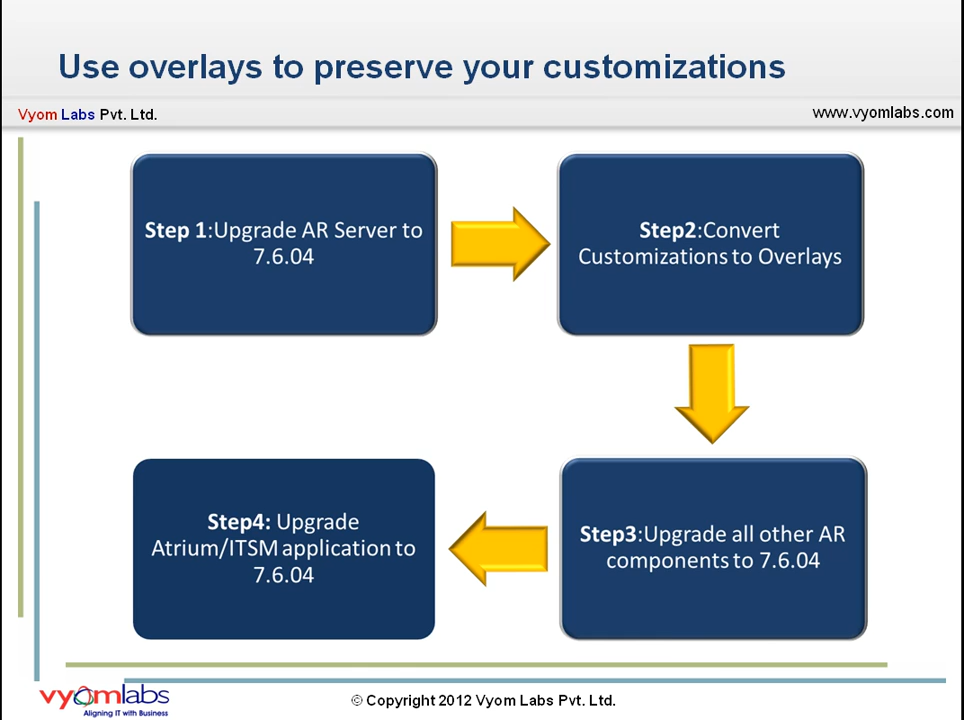 Use overlays to preserve your customizations
Vyom Labs Pvt. Ltd.
www.vyomlabs.com
Step 1:Upgrade AR Server to
7.6.04
Step2:Convert
Customizations to Overlays
Step3:Upgrade all other AR
components to 7.6.04
Step4: Upgrade
Atrium/ITSM application to
7.6.04
vyomlabs
Aligning IT with Business
© Copyright 2012 Vyom Labs Pvt. Ltd.